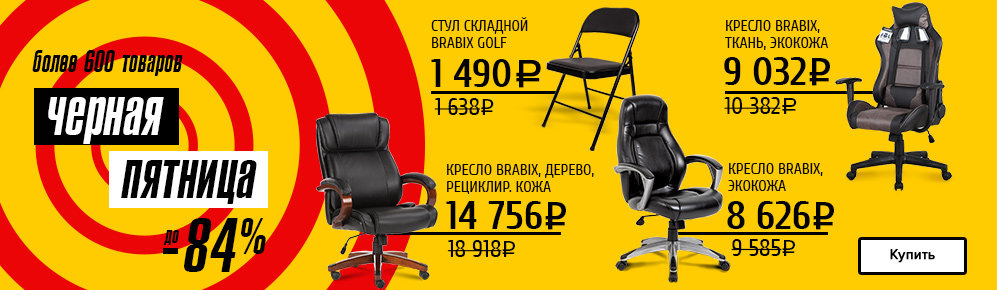 более 600 товаров
черная
пятница
до -84%
СТУЛ СКЛАДНОЙ
BRABIX GOLF
1 490₽
1 638₽
КРЕСЛО BRABIX,
ТКАНЬ, ЭКОКОЖА
9 032₽
10 382₽
КРЕСЛО BRABIX, ДЕРЕВО,
РЕЦИКЛИР. КОЖА
14 756₽
18 918₽
КРЕСЛО BRABIX,
ЭКОКОЖА
8 626₽
9 585₽
Купить